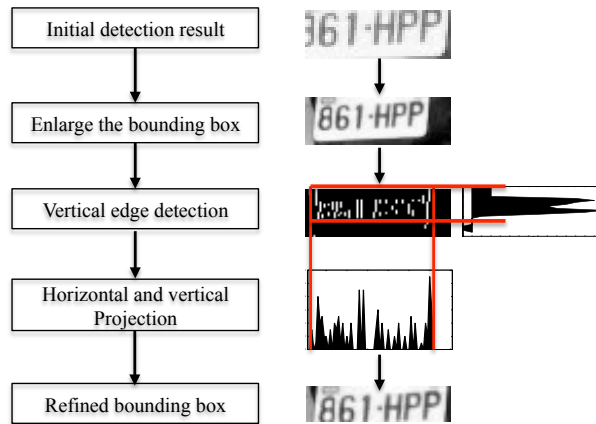 Initial detection result
861·HPP
Enlarge the bounding box
861·HPP
Vertical edge detection
Horizontal and vertical
Projection
Refined bounding box
861·HPP